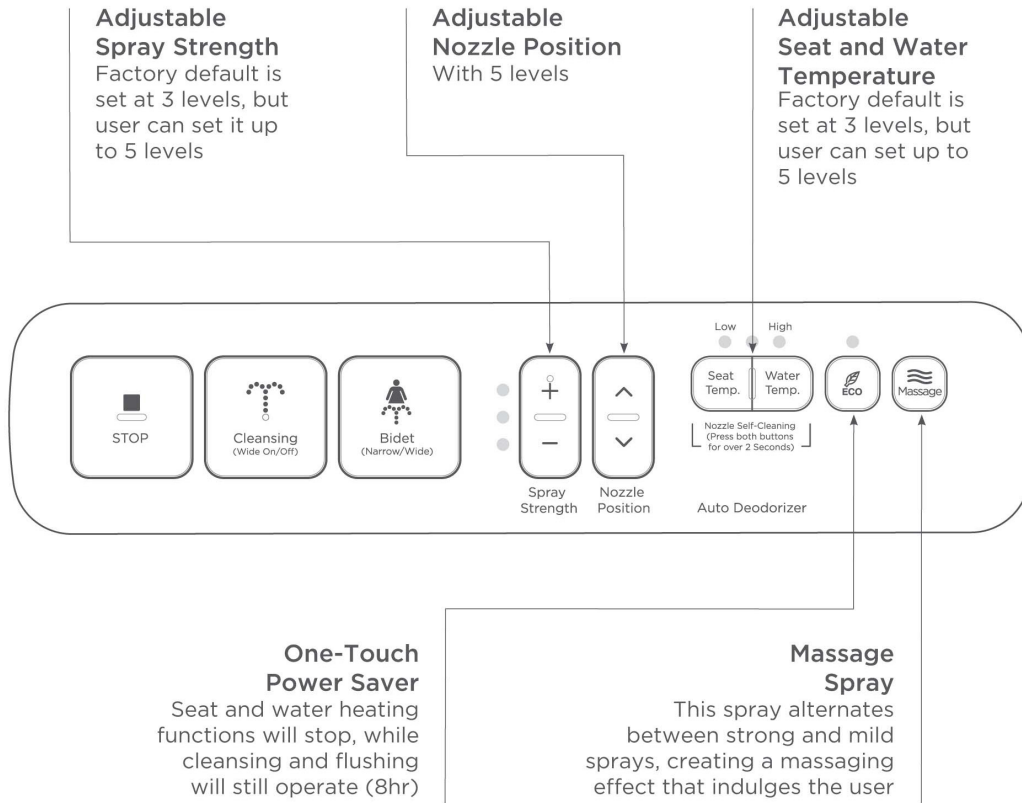 Adjustable
Spray Strength
Factory default is
set at 3 levels, but
user can set it up
to 5 levels
Adjustable
Nozzle Position
With 5 levels
Adjustable
Seat and Water
Temperature
Factory default is
set at 3 levels, but
user can set up to
5 levels
STOP
Cleansing
(Wide On/Off)
Bidet
(Narrow/Wide)
+
−
Spray
Strength
Nozzle
Position
Low High
Seat
Temp.
Water
Temp.
Nozzle Self-Cleaning
(Press both buttons
for over 2 Seconds)
Auto Deodorizer
ECO
Massage
One-Touch
Power Saver
Seat and water heating
functions will stop, while
cleansing and flushing
will still operate (8hr)
Massage
Spray
This spray alternates
between strong and mild
sprays, creating a massaging
effect that indulges the user